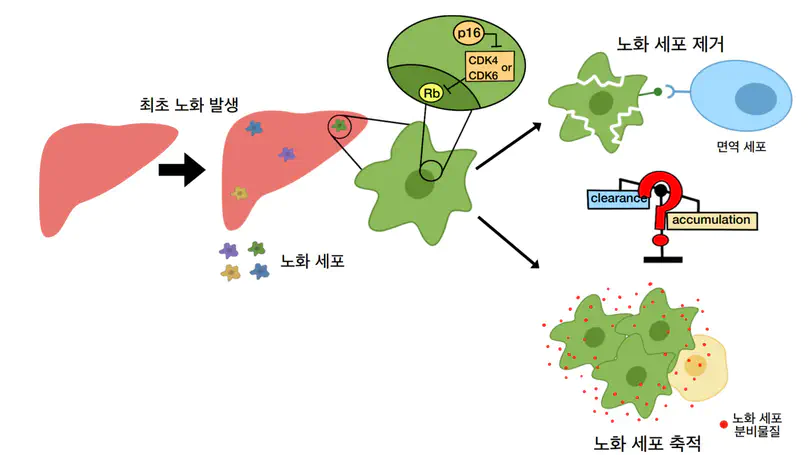 최초 노화 발생
노화 세포
p16
CDK4
or
CDK6
Rb
노화 세포 제거
면역 세포
clearance
accumulation
노화 세포
분비물질
노화 세포 축적